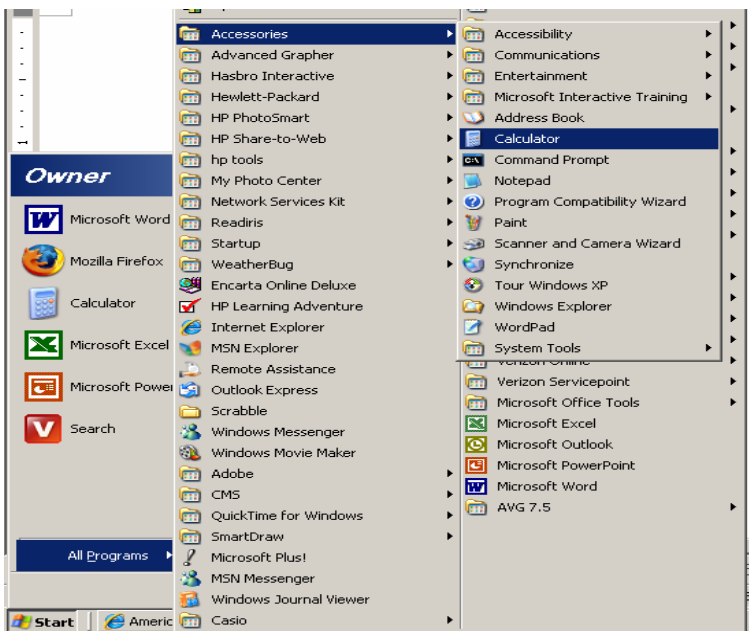 Owner
Microsoft Word
Mozilla Firefox
Calculator
Microsoft Excel
Microsoft Power
Search
All Programs
Start
Americ
Accessories
Advanced Grapher
Hasbro Interactive
Hewlett-Packard
HP PhotoSmart
HP Share-to-Web
hp tools
My Photo Center
Network Services Kit
Readiris
Startup
WeatherBug
Encarta Online Deluxe
HP Learning Adventure
Internet Explorer
MSN Explorer
Remote Assistance
Outlook Express
Scrabble
Windows Messenger
Windows Movie Maker
Adobe
CMS
QuickTime for Windows
SmartDraw
Microsoft Plus!
MSN Messenger
Windows Journal Viewer
Casio
Accessibility
Communications
Entertainment
Microsoft Interactive Training
Address Book
Calculator
Command Prompt
Notepad
Program Compatibility Wizard
Paint
Scanner and Camera Wizard
Synchronize
Tour Windows XP
Windows Explorer
WordPad
System Tools
Verizon Online
Verizon Servicepoint
Microsoft Office Tools
Microsoft Excel
Microsoft Outlook
Microsoft PowerPoint
Microsoft Word
AVG 7.5